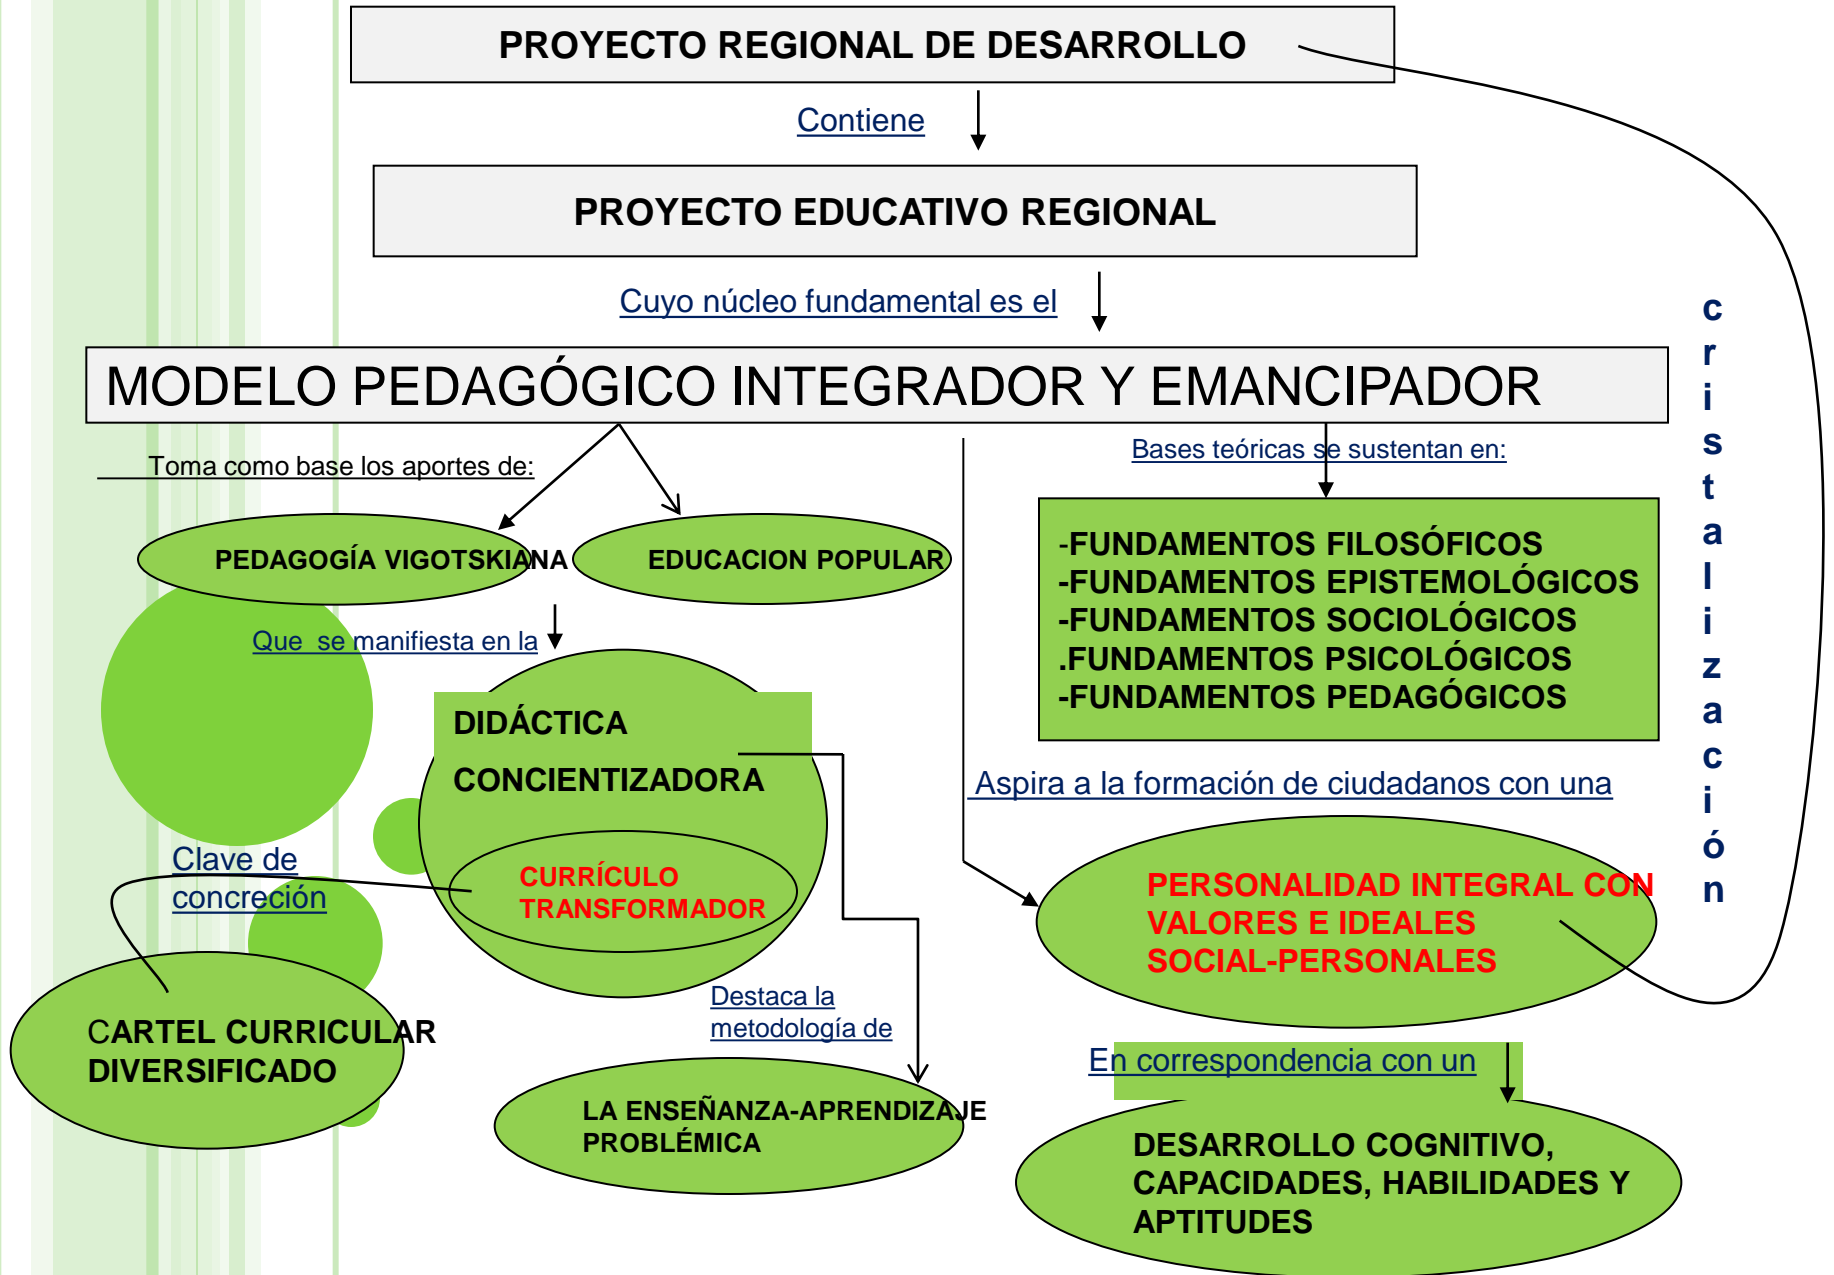 PROYECTO REGIONAL DE DESARROLLO
Contiene
PROYECTO EDUCATIVO REGIONAL
Cuyo núcleo fundamental es el
MODELO PEDAGÓGICO INTEGRADOR Y EMANCIPADOR
Toma como base los aportes de:
Bases teóricas se sustentan en:
PEDAGOGÍA VIGOTSKIANA
EDUCACION POPULAR
-FUNDAMENTOS FILOSÓFICOS
-FUNDAMENTOS EPISTEMOLÓGICOS
-FUNDAMENTOS SOCIOLÓGICOS
.FUNDAMENTOS PSICOLÓGICOS
-FUNDAMENTOS PEDAGÓGICOS
Que se manifiesta en la
DIDÁCTICA
CONCIENTIZADORA
CURRÍCULO
TRANSFORMADOR
Aspira a la formación de ciudadanos con una
PERSONALIDAD INTEGRAL CON
VALORES E IDEALES
SOCIAL-PERSONALES
Clave de
concreción
CARTEL CURRICULAR
DIVERSIFICADO
Destaca la
metodología de
LA ENSEÑANZA-APRENDIZAJE
PROBLÉMICA
En correspondencia con un
DESARROLLO COGNITIVO,
CAPACIDADES, HABILIDADES Y
APTITUDES
cristalización